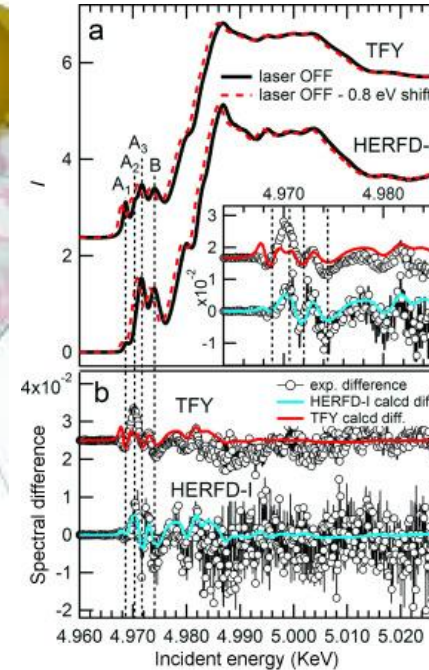 a
TFY
laser OFF
laser OFF - 0.8 eV shift
HERFD-
A₁
A₂
A₃
B
I
6
4
2
0
4.970
4.980
2
1
0
-1
x10⁻²
b
exp. difference
HERFD-I calcd dif
TFY calcd diff.
TFY
HERFD-I
Spectral difference
4x10⁻²
3
2
1
0
-1
-2
4.960
4.970
4.980
4.990
5.000
5.010
5.020
Incident energy (KeV)